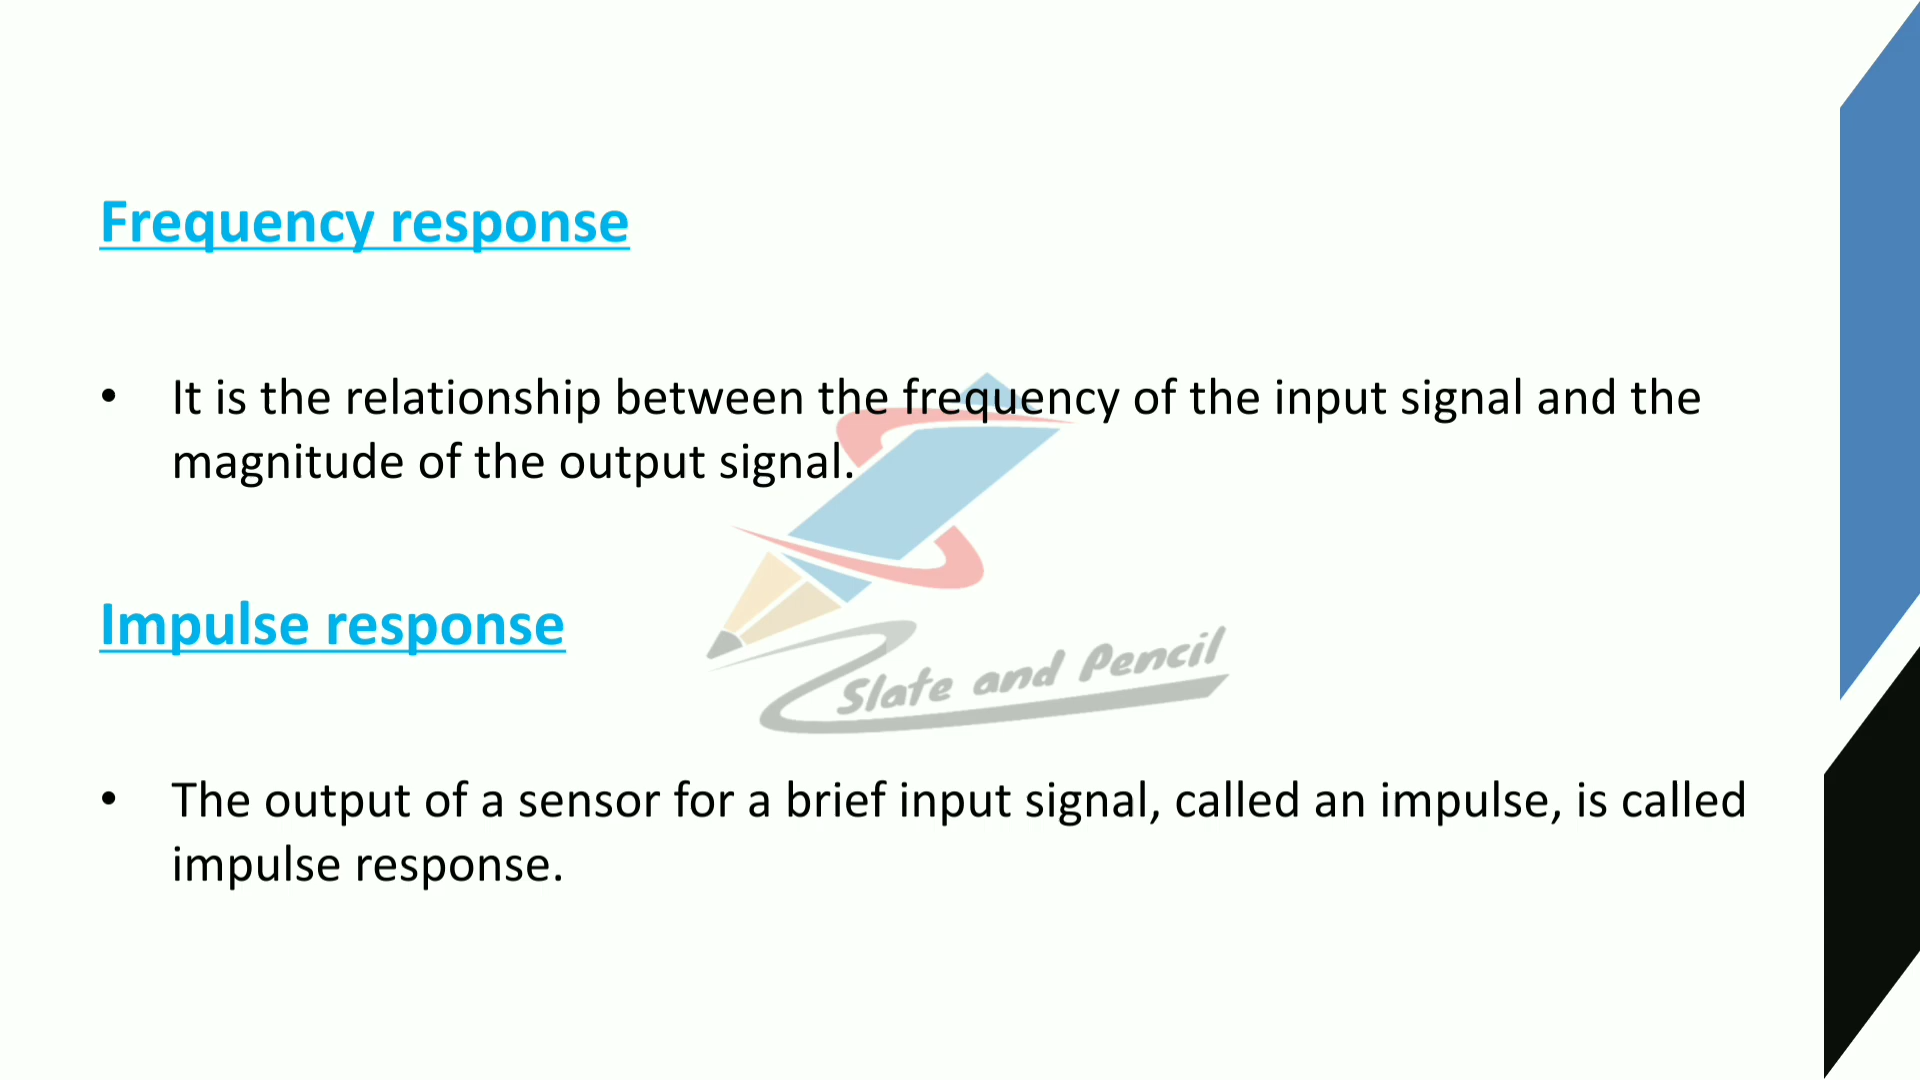 Frequency response
• It is the relationship between the frequency of the input signal and the
magnitude of the output signal.
Impulse response
Slate and Pencil
• The output of a sensor for a brief input signal, called an impulse, is called
impulse response.